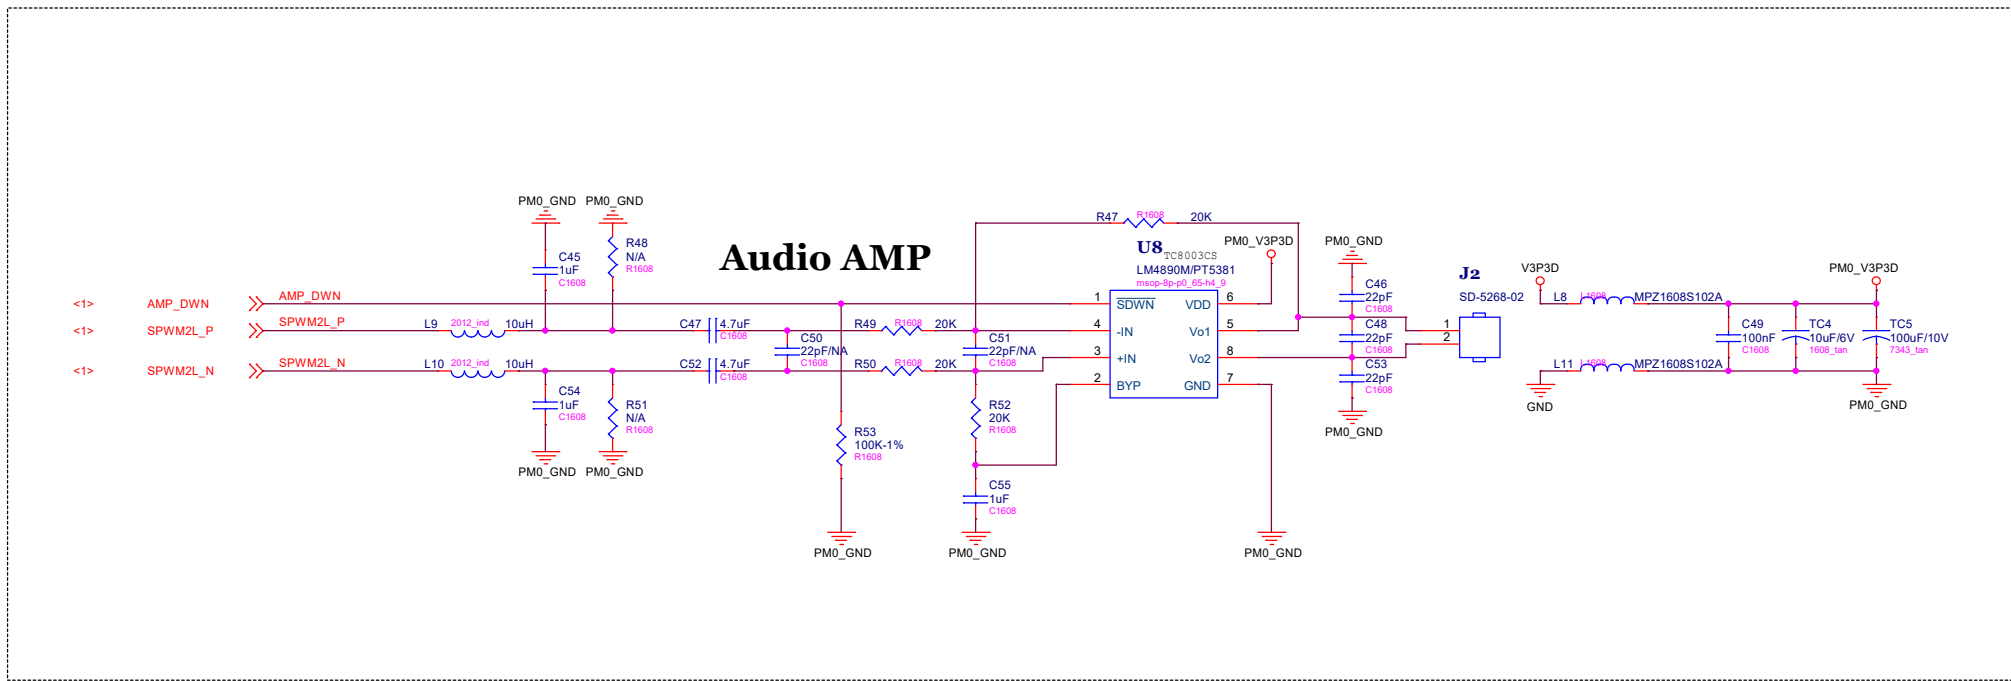 PM0_GND PM0_GND
R48
N/A
R1608
C45
1uF
C1608
Audio AMP
R47 R1608 20K
U8
TC8003CS
LM4890M/PT5381
msop-8p-p0_65-h4_9
PM0_V3P3D
PM0_GND
<1> AMP_DWN AMP_DWN
<1> SPWM2L_P SPWM2L_P
<1> SPWM2L_N SPWM2L_N
L9 2012_ind 10uH
L10 2012_ind 10uH
C47 4.7uF
C1608
C52 4.7uF
C1608
C50
22pF/NA
C1608
R49 R1608 20K
R50 R1608 20K
C51
22pF/NA
C1608
1 SDWN VDD 6
4 -IN Vo1 5
3 +IN Vo2 8
2 BYP GND 7
C46
22pF
C1608
C48
22pF
C1608
C53
22pF
C1608
PM0_GND
J2
SD-5268-02
1
2
V3P3D
L8 L1608 MPZ1608S102A
PM0_V3P3D
C49
100nF
C1608
TC4
10uF/6V
1608_tan
TC5
100uF/10V
7343_tan
L11 L1608 MPZ1608S102A
GND
PM0_GND
C54
1uF
C1608
R51
N/A
R1608
PM0_GND PM0_GND
R53
100K-1%
R1608
R52
20K
R1608
C55
1uF
C1608
PM0_GND
PM0_GND
PM0_GND